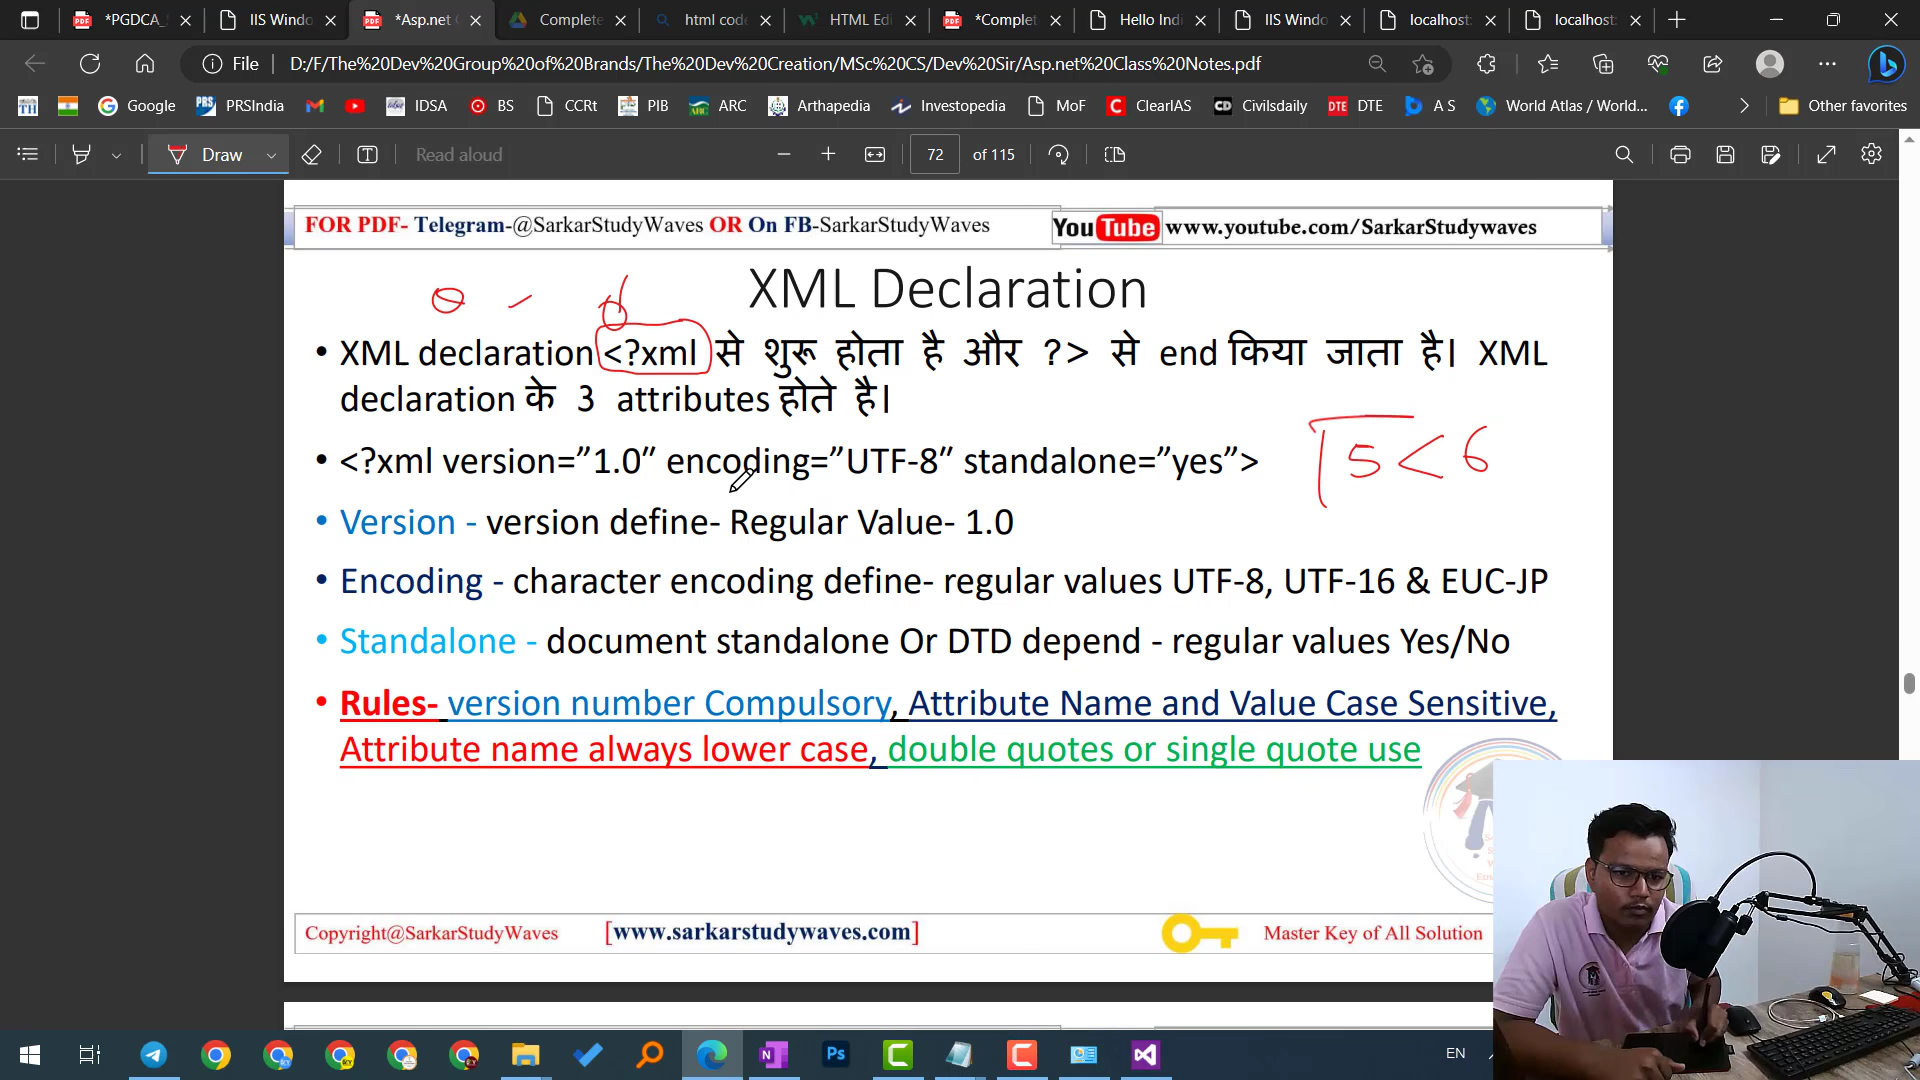 *PGDCA_
IIS Windo
*Asp.net
Complete
html code
HTML Edi
*Complet
Hello Indi
IIS Windo
localhost:
localhost:
File
D:/F/The%20Dev%20Group%20of%20Brands/The%20Dev%20Creation/MSc%20CS/Dev%20Sir/Asp.net%20Class%20Notes.pdf
TH Google PRS PRSIndia IDSA BS CCRt PIB ARC Arthapedia Investopedia MoF ClearIAS CD Civilsdaily DTE DTE A S World Atlas / World... Other favorites
Draw Read aloud 72 of 115
FOR PDF- Telegram-@SarkarStudyWaves OR On FB-SarkarStudyWaves
YouTube www.youtube.com/SarkarStudywaves
XML Declaration
• XML declaration <?xml से शुरू होता है और ?> से end किया जाता है। XML
declaration के 3 attributes होते है।
• <?xml version=”1.0” encoding=”UTF-8” standalone=”yes”>
5 < 6
• Version - version define- Regular Value- 1.0
• Encoding - character encoding define- regular values UTF-8, UTF-16 & EUC-JP
• Standalone - document standalone Or DTD depend - regular values Yes/No
• Rules- version number Compulsory, Attribute Name and Value Case Sensitive,
Attribute name always lower case, double quotes or single quote use
Copyright@SarkarStudyWaves
[www.sarkarstudywaves.com]
Master Key of All Solution
EN